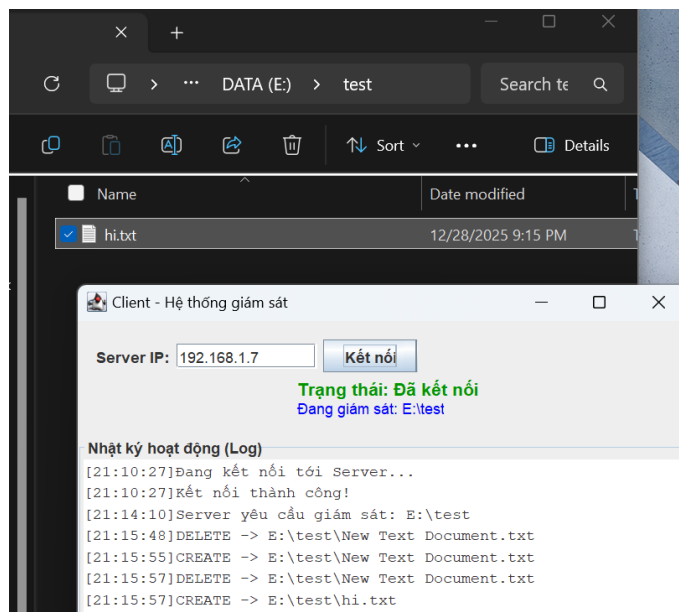 DATA (E:) > test
Search te
Sort
Details
Name
Date modified
hi.txt
12/28/2025 9:15 PM
Client - Hệ thống giám sát
Server IP: 192.168.1.7 Kết nối
Trạng thái: Đã kết nối
Đang giám sát: E:\test
Nhật ký hoạt động (Log)
[21:10:27]Đang kết nối tới Server...
[21:10:27]Kết nối thành công!
[21:14:10]Server yêu cầu giám sát: E:\test
[21:15:48]DELETE -> E:\test\New Text Document.txt
[21:15:55]CREATE -> E:\test\New Text Document.txt
[21:15:57]DELETE -> E:\test\New Text Document.txt
[21:15:57]CREATE -> E:\test\hi.txt